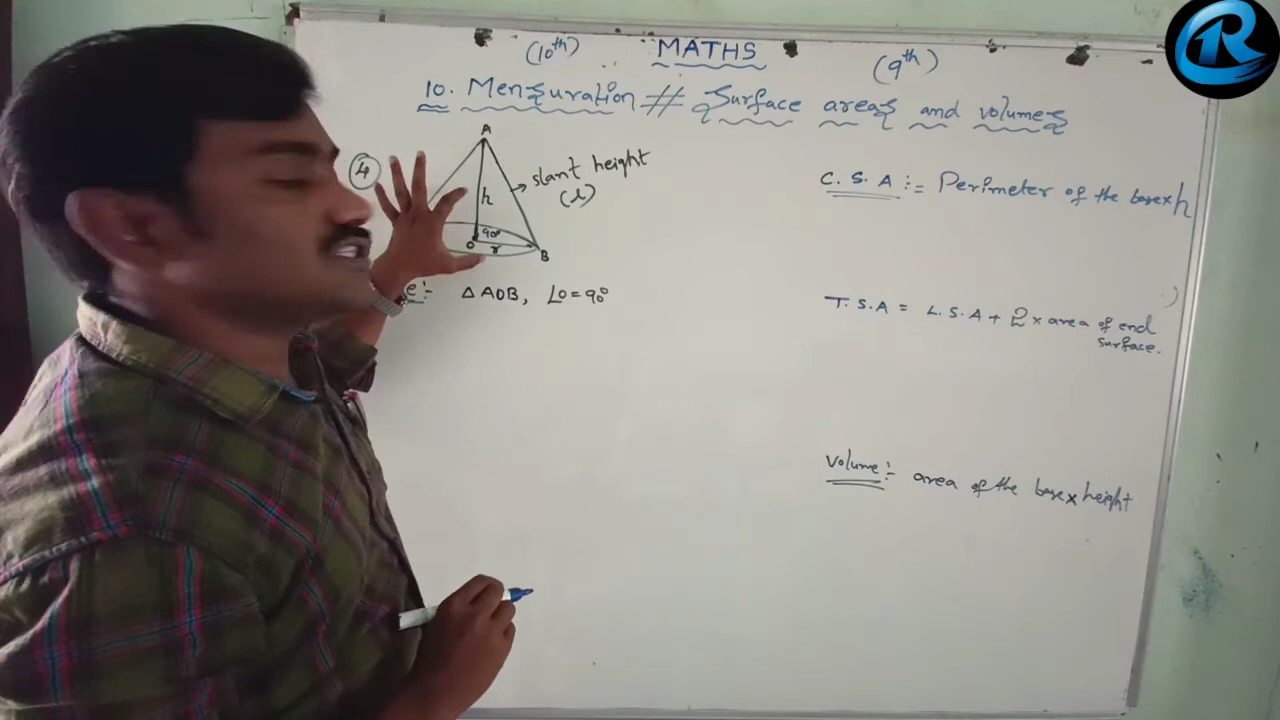 (10th) MATHS (9th)
10. Mensuration // Surface areas and volumes
4
A
slant height
(l)
h
90°
O r B
e:- △ AOB, ∟O = 90°
C.S.A := Perimeter of the base × h
T.S.A = L.S.A + 2 × area of end
surface.
Volume:- area of the base × height
R